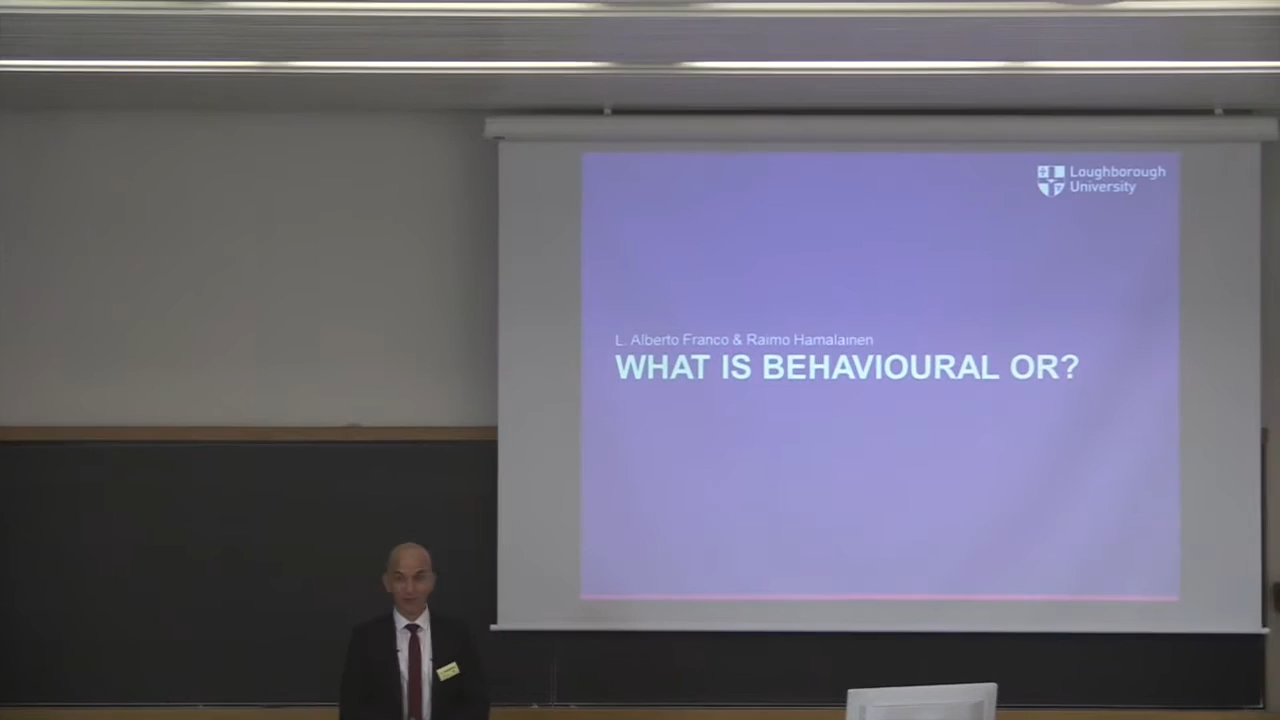 Loughborough
University
L. Alberto Franco & Raimo Hamalainen
WHAT IS BEHAVIOURAL OR?